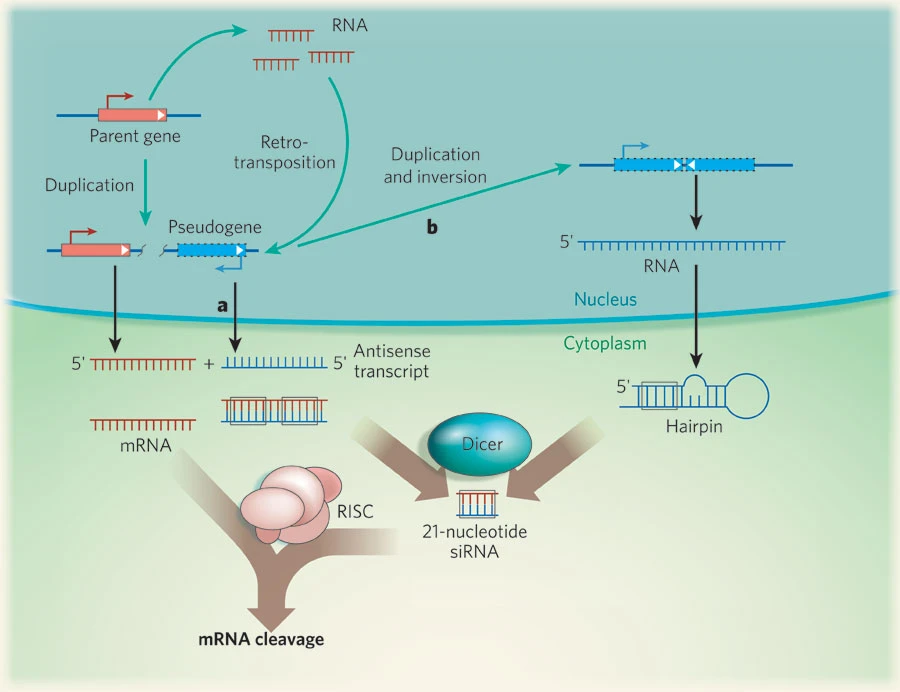 RNA
Parent gene
Retro-
transposition
Duplication
and inversion
Duplication
Pseudogene
b
5'
RNA
a
Nucleus
Cytoplasm
5' + 5' Antisense
transcript
5'
mRNA
Hairpin
Dicer
RISC
21-nucleotide
siRNA
mRNA cleavage